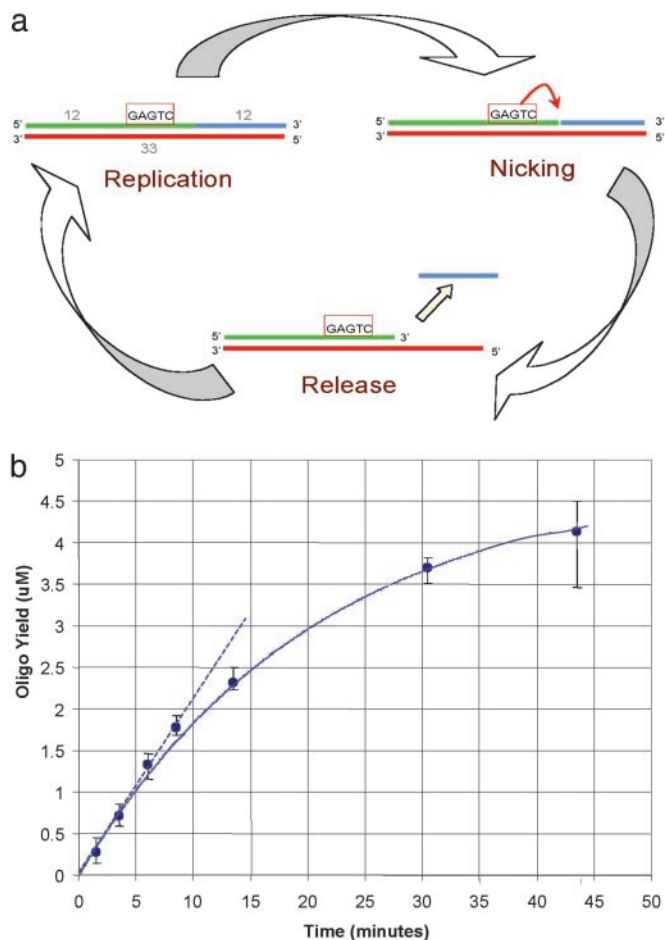 a
12 GAGTC 12
5'
3' 5'
33
Replication
GAGTC
5' 3'
3' 5'
Nicking
GAGTC
5' 3'
3' 5'
Release
b
Oligo Yield (uM)
5
4.5
4
3.5
3
2.5
2
1.5
1
0.5
0
0 5 10 15 20 25 30 35 40 45 50
Time (minutes)